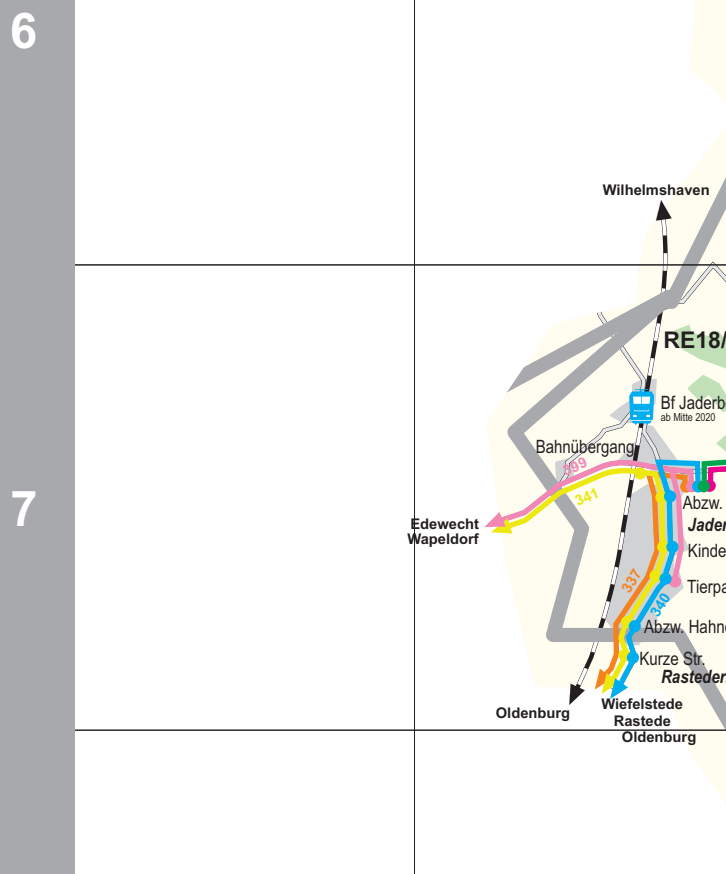 6
Wilhelmshaven
RE18/
Bf Jaderb
ab Mitte 2020
Bahnübergang
399
341
7
Abzw.
Edewecht
Wapeldorf
Jader
Kinde
337
Tierpa
340
Abzw. Hahn
Kurze Str.
Rasteder
Oldenburg
Wiefelstede
Rastede
Oldenburg